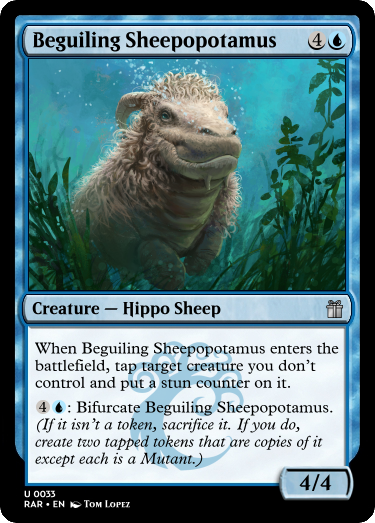 Beguiling Sheepopotamus 4
Creature — Hippo Sheep
When Beguiling Sheepopotamus enters the
battlefield, tap target creature you don't
control and put a stun counter on it.
4 : Bifurcate Beguiling Sheepopotamus.
(If it isn't a token, sacrifice it. If you do,
create two tapped tokens that are copies of it
except each is a Mutant.)
4/4
U 0033
RAR • EN Tom Lopez